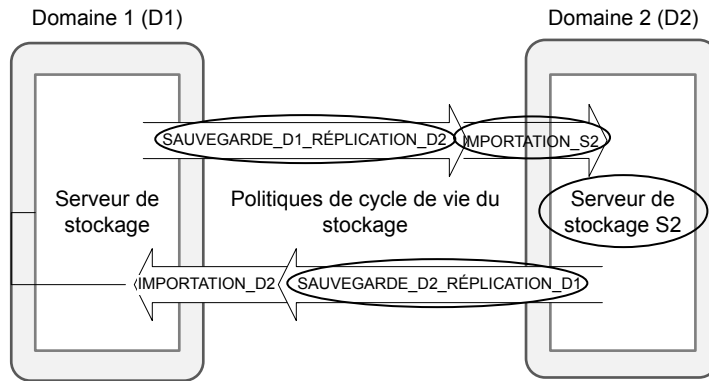 Domaine 1 (D1)
Domaine 2 (D2)
SAUVEGARDE_D1_RÉPLICATION_D2
IMPORTATION_S2
Serveur de
stockage
Politiques de cycle de vie du
stockage
Serveur de
stockage S2
IMPORTATION_D2
SAUVEGARDE_D2_RÉPLICATION_D1